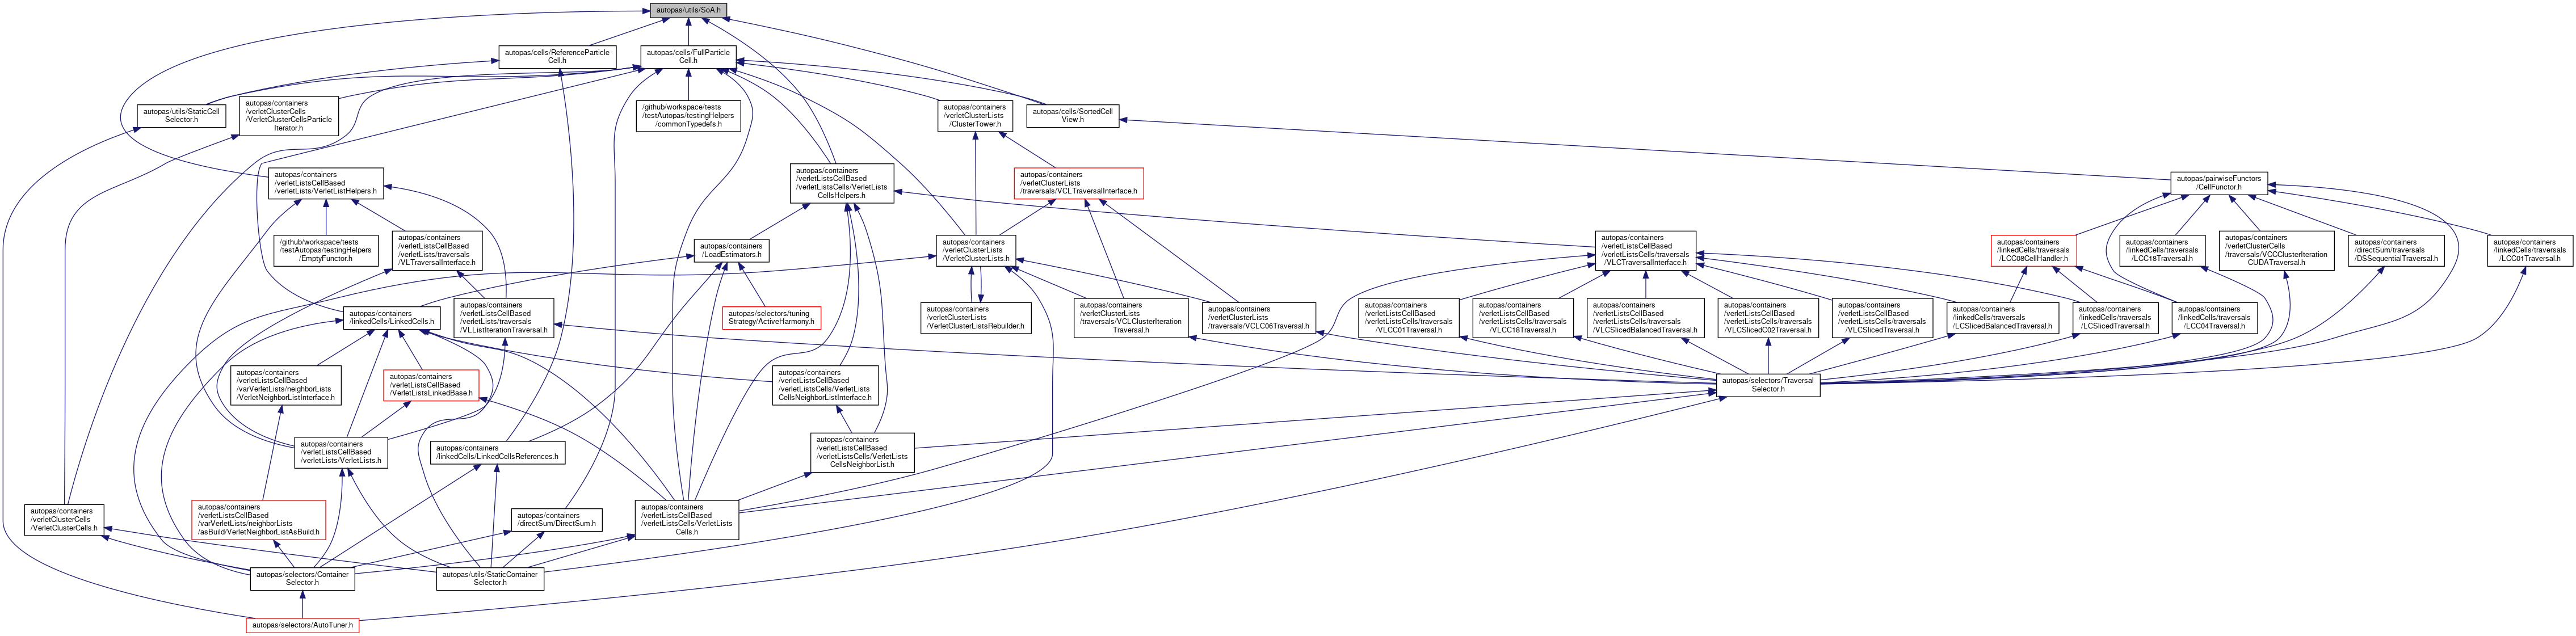 autopas/utils/SoA.h
autopas/cells/ReferenceParticle
Cell.h
autopas/cells/FullParticle
Cell.h
autopas/utils/StaticCell
Selector.h
autopas/containers
/verletClusterCells
/VerletClusterCellsParticle
Iterator.h
/github/workspace/tests
/testAutopas/testingHelpers
/commonTypedefs.h
autopas/containers
/verletClusterLists
/ClusterTower.h
autopas/cells/SortedCell
View.h
autopas/containers
/verletListsCellBased
/verletLists/VerletListHelpers.h
autopas/containers
/verletListsCellBased
/verletListsCells/VerletLists
CellsHelpers.h
autopas/containers
/verletClusterLists
/traversals/VCLTraversalInterface.h
autopas/pairwiseFunctors
/CellFunctor.h
/github/workspace/tests
/testAutopas/testingHelpers
/EmptyFunctor.h
autopas/containers
/verletListsCellBased
/verletLists/traversals
/VLTraversalInterface.h
autopas/containers
/LoadEstimators.h
autopas/containers
/verletClusterLists
/VerletClusterLists.h
autopas/containers
/verletListsCellBased
/verletListsCells/traversals
/VLCTraversalInterface.h
autopas/containers
/linkedCells/traversals
/LCC08CellHandler.h
autopas/containers
/linkedCells/traversals
/LCC18Traversal.h
autopas/containers
/verletClusterCells
/traversals/VCCClusterIteration
CUDATraversal.h
autopas/containers
/directSum/traversals
/DSSequentialTraversal.h
autopas/containers
/linkedCells/traversals
/LCC01Traversal.h
autopas/containers
/linkedCells/LinkedCells.h
autopas/containers
/verletListsCellBased
/verletLists/traversals
/VLListIterationTraversal.h
autopas/selectors/tuning
Strategy/ActiveHarmony.h
autopas/containers
/verletClusterLists
/VerletClusterListsRebuilder.h
autopas/containers
/verletClusterLists
/traversals/VCLClusterIteration
Traversal.h
autopas/containers
/verletClusterLists
/traversals/VCLC06Traversal.h
autopas/containers
/verletListsCellBased
/verletListsCells/traversals
/VLCC01Traversal.h
autopas/containers
/verletListsCellBased
/verletListsCells/traversals
/VLCC18Traversal.h
autopas/containers
/verletListsCellBased
/verletListsCells/traversals
/VLCSlicedBalancedTraversal.h
autopas/containers
/verletListsCellBased
/verletListsCells/traversals
/VLCSlicedC02Traversal.h
autopas/containers
/verletListsCellBased
/verletListsCells/traversals
/VLCSlicedTraversal.h
autopas/containers
/linkedCells/traversals
/LCSlicedBalancedTraversal.h
autopas/containers
/linkedCells/traversals
/LCSlicedTraversal.h
autopas/containers
/linkedCells/traversals
/LCC04Traversal.h
autopas/containers
/verletListsCellBased
/varVerletLists/neighborLists
/VerletNeighborListInterface.h
autopas/containers
/verletListsCellBased
/VerletListsLinkedBase.h
autopas/containers
/verletListsCellBased
/verletListsCells/VerletLists
CellsNeighborListInterface.h
autopas/selectors/Traversal
Selector.h
autopas/containers
/verletListsCellBased
/verletLists/VerletLists.h
autopas/containers
/linkedCells/LinkedCellsReferences.h
autopas/containers
/verletListsCellBased
/verletListsCells/VerletLists
CellsNeighborList.h
autopas/containers
/verletClusterCells
/VerletClusterCells.h
autopas/containers
/verletListsCellBased
/varVerletLists/neighborLists
/asBuild/VerletNeighborListAsBuild.h
autopas/containers
/directSum/DirectSum.h
autopas/containers
/verletListsCellBased
/verletListsCells/VerletLists
Cells.h
autopas/selectors/Container
Selector.h
autopas/utils/StaticContainer
Selector.h
autopas/selectors/AutoTuner.h